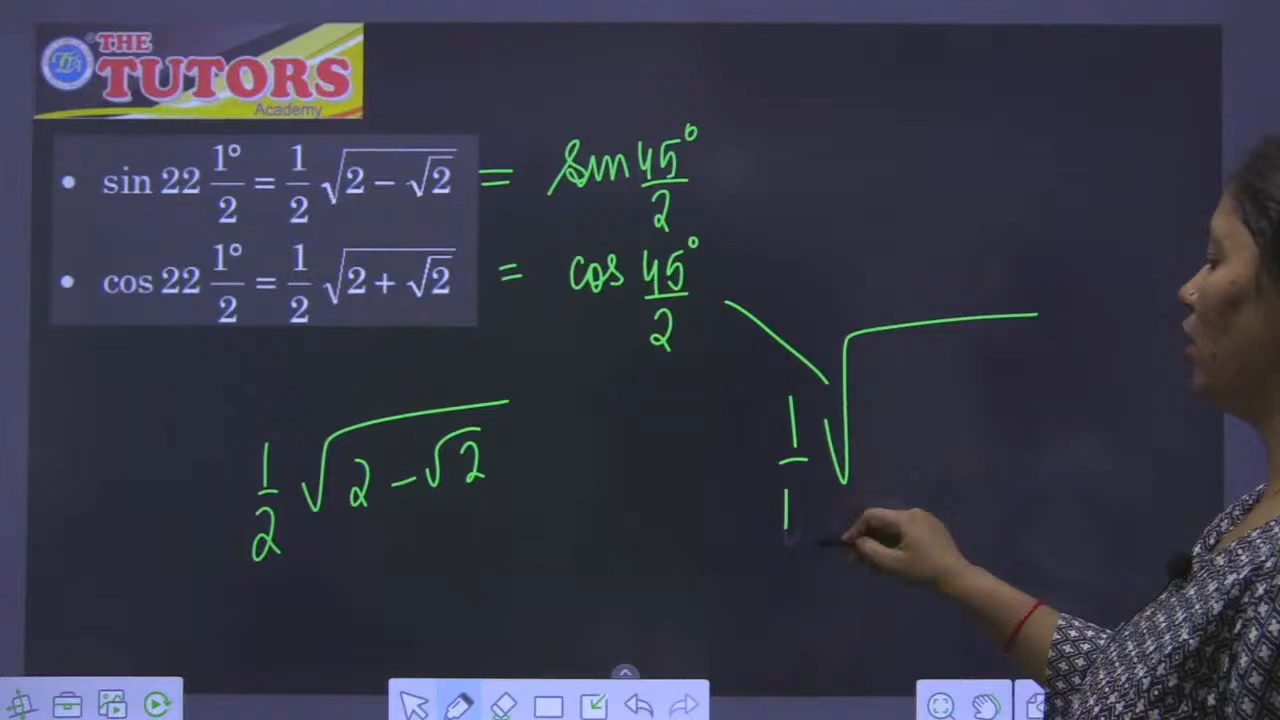 THE
TUTORS
Academy
• sin 22 1°/2 = 1/2 √(2 − √2) = sin 45°/2
• cos 22 1°/2 = 1/2 √(2 + √2) = cos 45°/2
1/2 √(2 − √2)
1/1 √